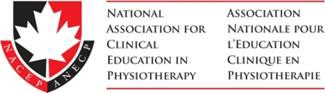 NACEP ANECP
NATIONAL
ASSOCIATION FOR
CLINICAL
EDUCATION IN
PHYSIOTHERAPY
ASSOCIATION
NATIONALE POUR
L'EDUCATION
CLINIQUE EN
PHYSIOTHERAPIE